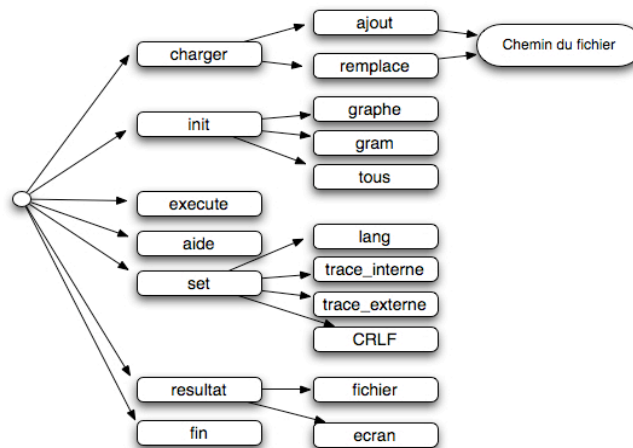 charger
ajout
remplace
Chemin du fichier
init
graphe
gram
tous
execute
aide
set
lang
trace_interne
trace_externe
CRLF
resultat
fichier
ecran
fin